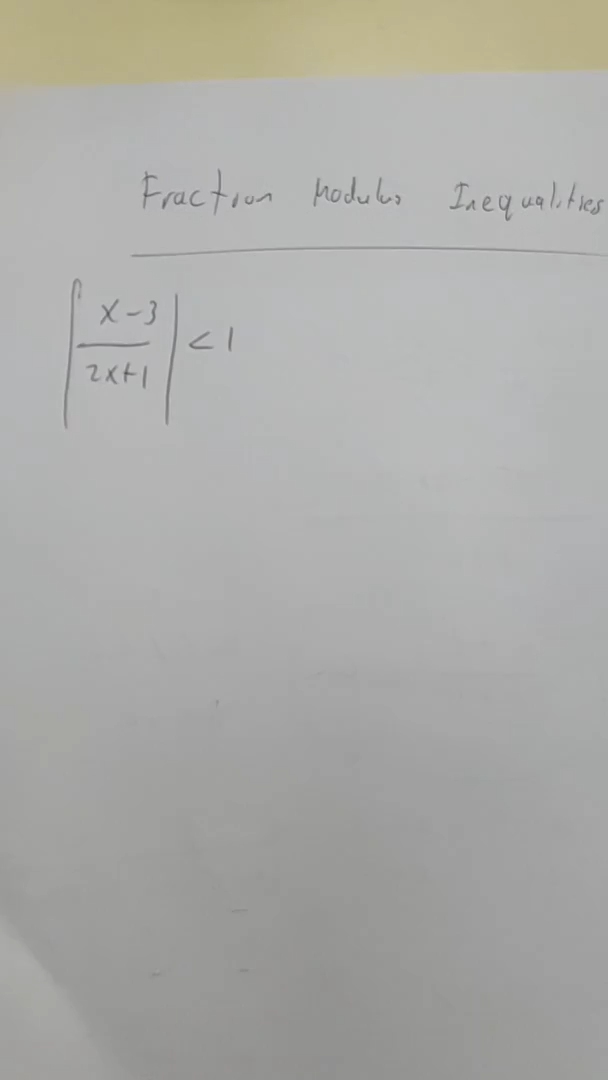 Fraction Modulus Inequalities
| x-3 / 2x+1 | < 1